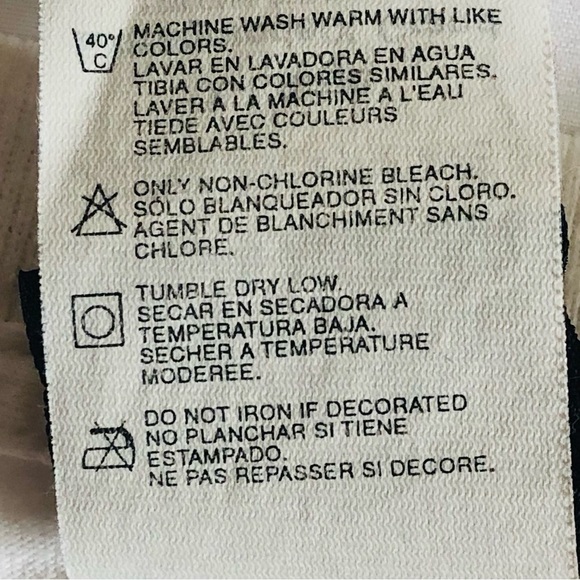 40°
C
MACHINE WASH WARM WITH LIKE
COLORS.
LAVAR EN LAVADORA EN AGUA
TIBIA CON COLORES SIMILARES.
LAVER A LA MACHINE A L'EAU
TIEDE AVEC COULEURS
SEMBLABLES.
ONLY NON-CHLORINE BLEACH.
SÓLO BLANQUEADOR SIN CLORO.
AGENT DE BLANCHIMENT SANS
CHLORE.
TUMBLE DRY LOW.
SECAR EN SECADORA A
TEMPERATURA BAJA.
SECHER A TEMPERATURE
MODEREE.
DO NOT IRON IF DECORATED
NO PLANCHAR SI TIENE
ESTAMPADO.
NE PAS REPASSER SI DECORE.